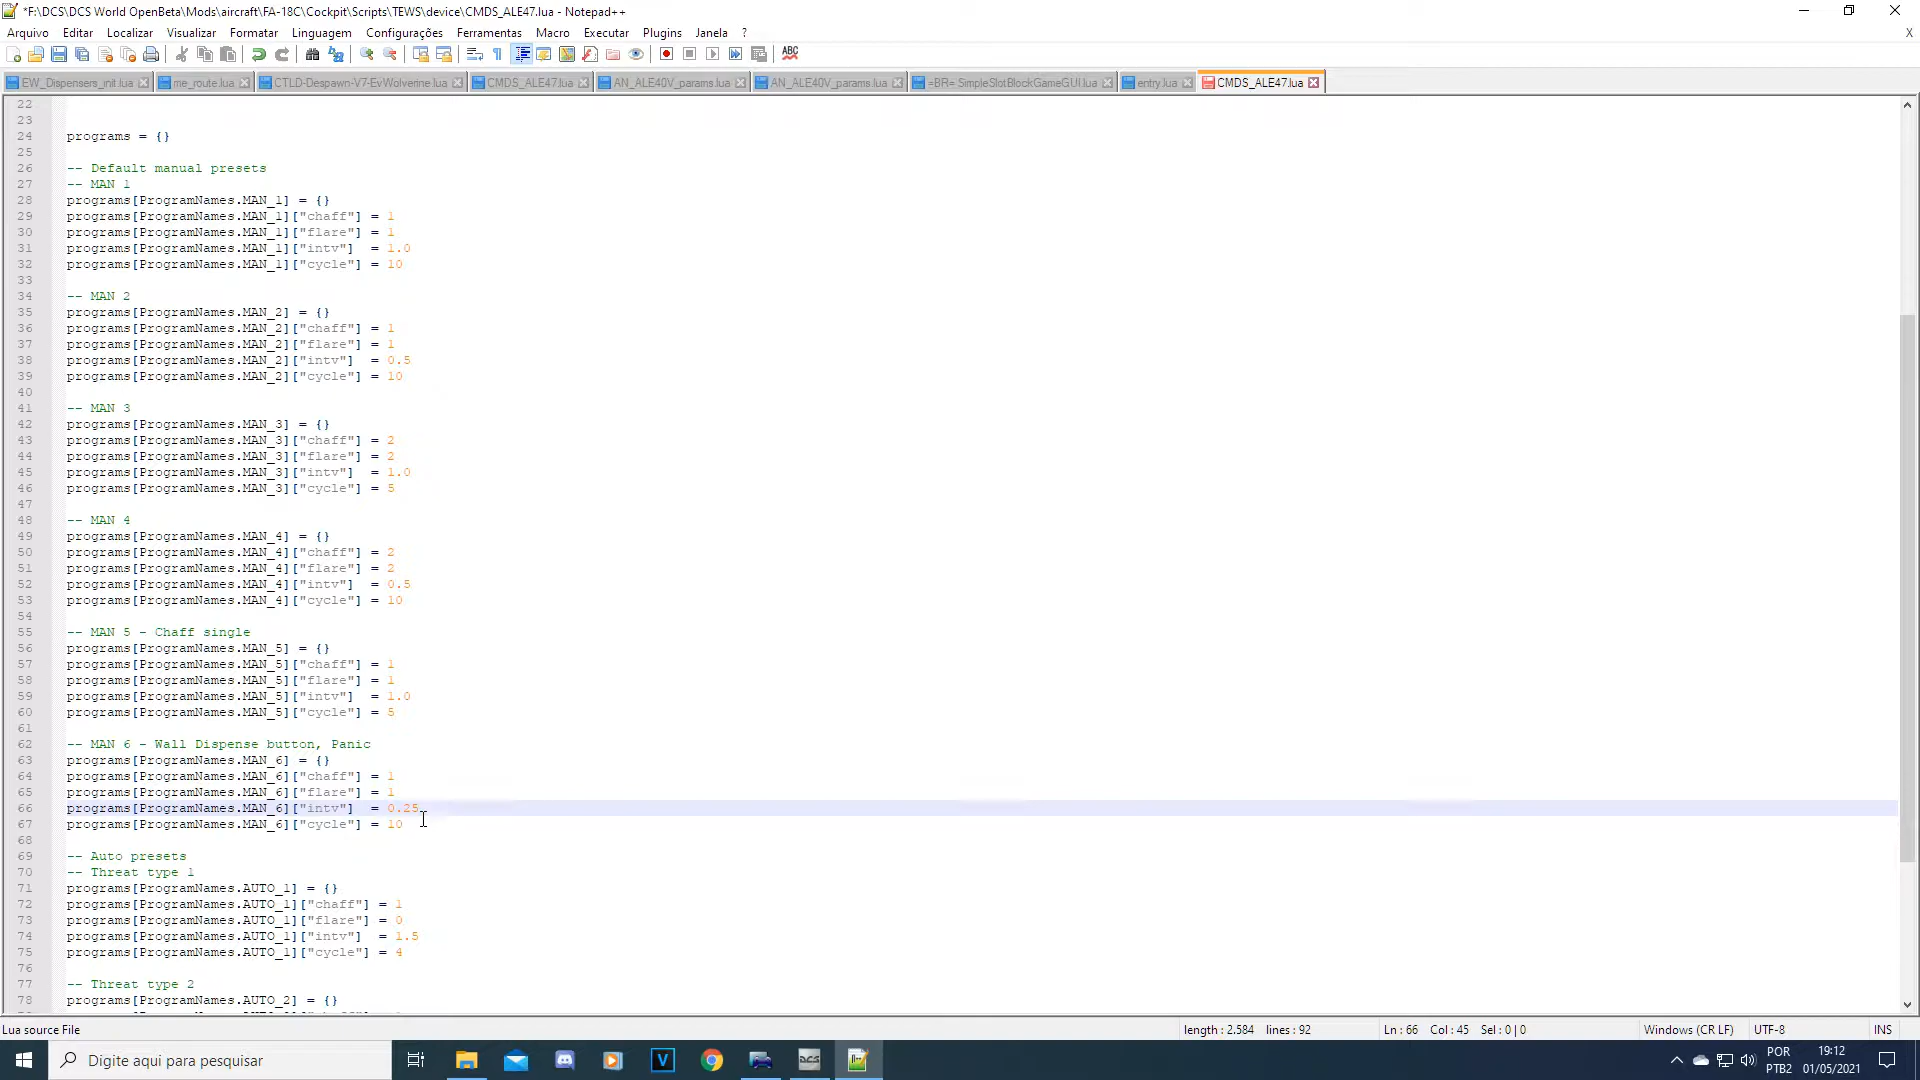 *F:\DCS\DCS World OpenBeta\Mods\aircraft\FA-18C\Cockpit\Scripts\TEWS\device\CMDS_ALE47.lua - Notepad++
Arquivo Editar Localizar Visualizar Formatar Linguagem Configurações Ferramentas Macro Executar Plugins Janela ? X
ABC
EW_Dispensers_init.lua me_route.lua CTLD-Despawn-V7-EvWolverine.lua CMDS_ALE47.lua AN_ALE40V_params.lua AN_ALE40V_params.lua =BR= SimpleSlotBlockGameGUI.lua entry.lua CMDS_ALE47.lua
22
23
24 programs = {}
25
26 -- Default manual presets
27 -- MAN 1
28 programs[ProgramNames.MAN_1] = {}
29 programs[ProgramNames.MAN_1]["chaff"] = 1
30 programs[ProgramNames.MAN_1]["flare"] = 1
31 programs[ProgramNames.MAN_1]["intv"]  = 1.0
32 programs[ProgramNames.MAN_1]["cycle"] = 10
33
34 -- MAN 2
35 programs[ProgramNames.MAN_2] = {}
36 programs[ProgramNames.MAN_2]["chaff"] = 1
37 programs[ProgramNames.MAN_2]["flare"] = 1
38 programs[ProgramNames.MAN_2]["intv"]  = 0.5
39 programs[ProgramNames.MAN_2]["cycle"] = 10
40
41 -- MAN 3
42 programs[ProgramNames.MAN_3] = {}
43 programs[ProgramNames.MAN_3]["chaff"] = 2
44 programs[ProgramNames.MAN_3]["flare"] = 2
45 programs[ProgramNames.MAN_3]["intv"]  = 1.0
46 programs[ProgramNames.MAN_3]["cycle"] = 5
47
48 -- MAN 4
49 programs[ProgramNames.MAN_4] = {}
50 programs[ProgramNames.MAN_4]["chaff"] = 2
51 programs[ProgramNames.MAN_4]["flare"] = 2
52 programs[ProgramNames.MAN_4]["intv"]  = 0.5
53 programs[ProgramNames.MAN_4]["cycle"] = 10
54
55 -- MAN 5 - Chaff single
56 programs[ProgramNames.MAN_5] = {}
57 programs[ProgramNames.MAN_5]["chaff"] = 1
58 programs[ProgramNames.MAN_5]["flare"] = 1
59 programs[ProgramNames.MAN_5]["intv"]  = 1.0
60 programs[ProgramNames.MAN_5]["cycle"] = 5
61
62 -- MAN 6 - Wall Dispense button, Panic
63 programs[ProgramNames.MAN_6] = {}
64 programs[ProgramNames.MAN_6]["chaff"] = 1
65 programs[ProgramNames.MAN_6]["flare"] = 1
66 programs[ProgramNames.MAN_6]["intv"]  = 0.25
67 programs[ProgramNames.MAN_6]["cycle"] = 10
68
69 -- Auto presets
70 -- Threat type 1
71 programs[ProgramNames.AUTO_1] = {}
72 programs[ProgramNames.AUTO_1]["chaff"] = 1
73 programs[ProgramNames.AUTO_1]["flare"] = 0
74 programs[ProgramNames.AUTO_1]["intv"]  = 1.5
75 programs[ProgramNames.AUTO_1]["cycle"] = 4
76
77 -- Threat type 2
78 programs[ProgramNames.AUTO_2] = {}
Lua source File length : 2.584 lines : 92 Ln : 66 Col : 45 Sel : 0 | 0 Windows (CR LF) UTF-8 INS
Digite aqui para pesquisar
V
DCS
POR
PTB2
19:12
01/05/2021